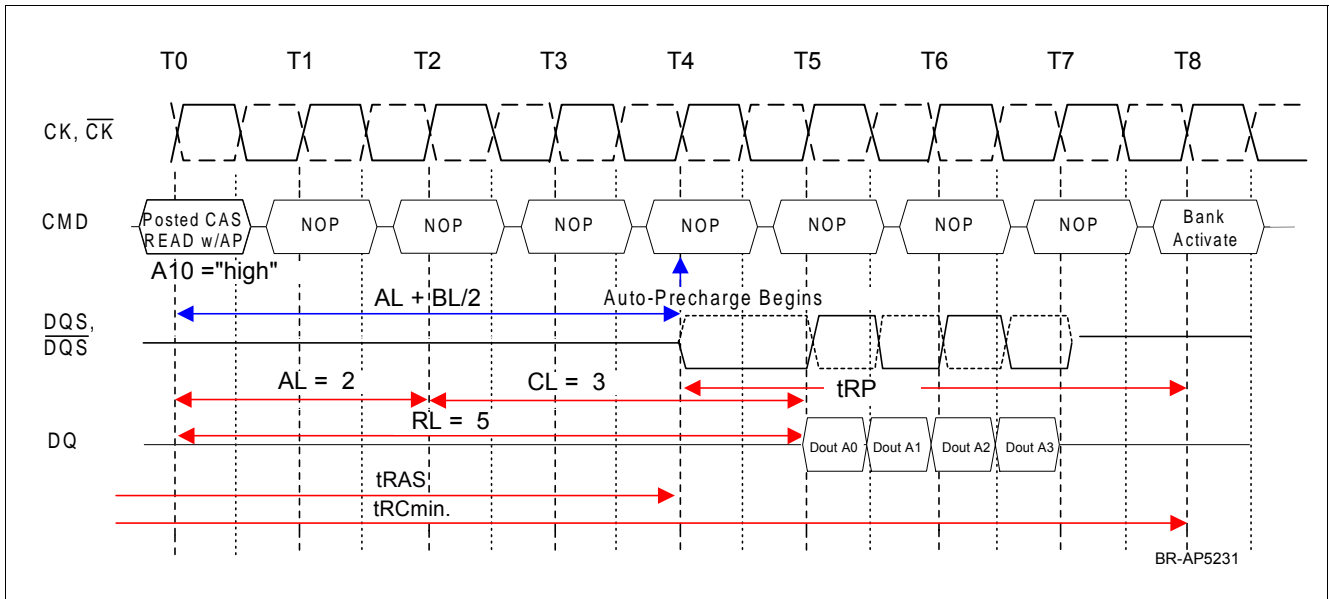 T0 T1 T2 T3 T4 T5 T6 T7 T8
CK, CK
CMD
Posted CAS
READ w/AP
NOP NOP NOP NOP NOP NOP NOP
Bank
Activate
A10 ="high"
AL + BL/2
Auto-Precharge Begins
DQS,
DQS
AL = 2
CL = 3
tRP
RL = 5
DQ
Dout A0 Dout A1 Dout A2 Dout A3
tRAS
tRCmin.
BR-AP5231